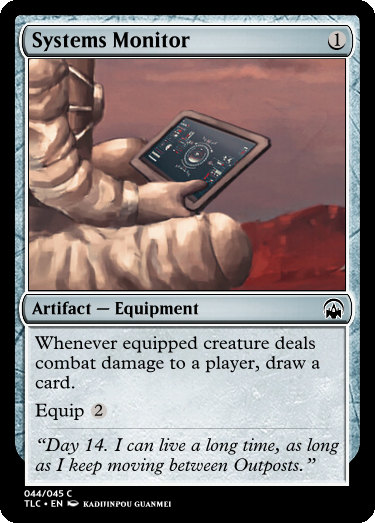 Systems Monitor 1
Artifact — Equipment
Whenever equipped creature deals
combat damage to a player, draw a
card.
Equip 2
“Day 14. I can live a long time, as long
as I keep moving between Outposts.”
044/045 C
TLC • EN KADIJINPOU GUANMEI